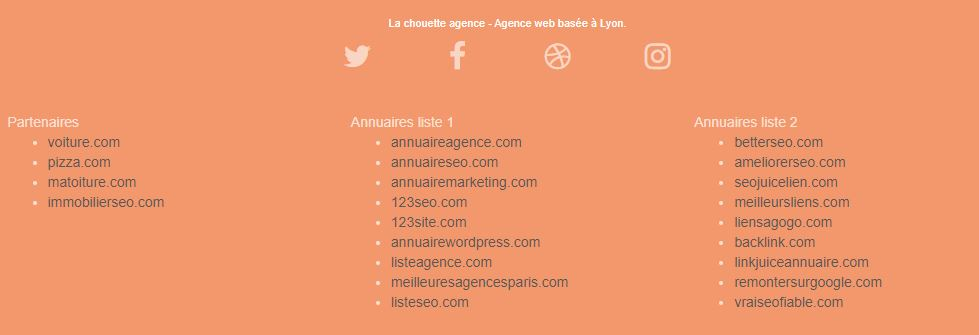 La chouette agence - Agence web basée à Lyon.
Partenaires
voiture.com
pizza.com
matoiture.com
immobilierseo.com
Annuaires liste 1
annuaireagence.com
annuaireseo.com
annuairemarketing.com
123seo.com
123site.com
annuairewordpress.com
listeagence.com
meilleuresagencesparis.com
listeseo.com
Annuaires liste 2
betterseo.com
ameliorerseo.com
seojuicelien.com
meilleursliens.com
liensagogo.com
backlink.com
linkjuiceannuaire.com
remontersurgoogle.com
vraiseofiable.com